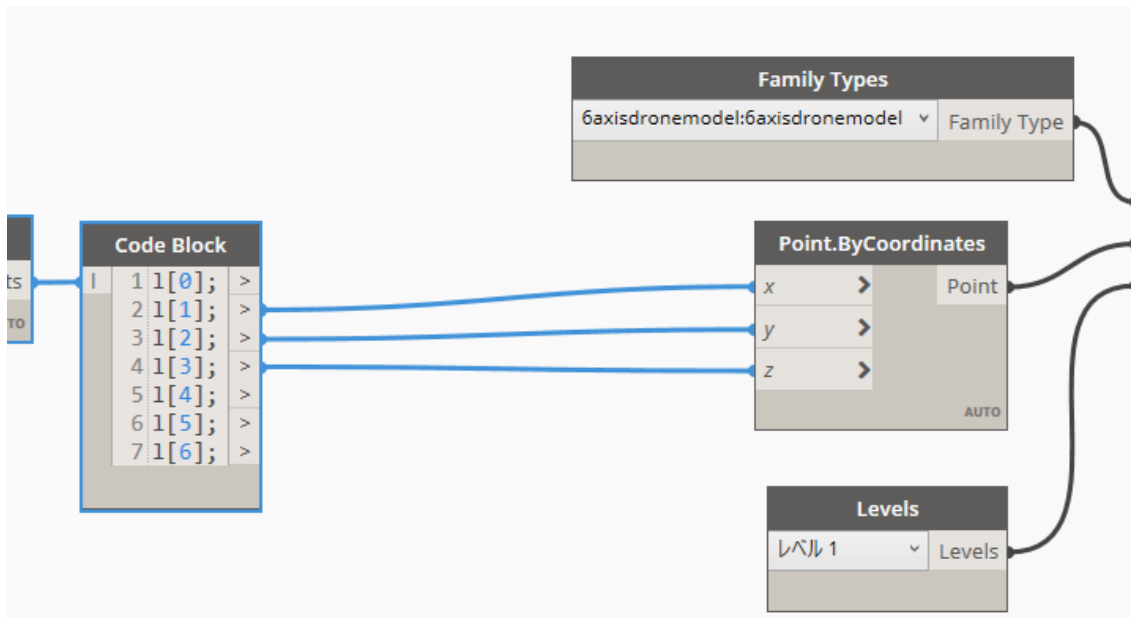 Family Types
6axisdronemodel:6axisdronemodel
Family Type
Code Block
Point.ByCoordinates
ts
l
1 l[0]; >
2 l[1]; >
3 l[2]; >
4 l[3]; >
5 l[4]; >
6 l[5]; >
7 l[6]; >
x > Point
y >
z >
AUTO
TO
Levels
レベル 1
Levels